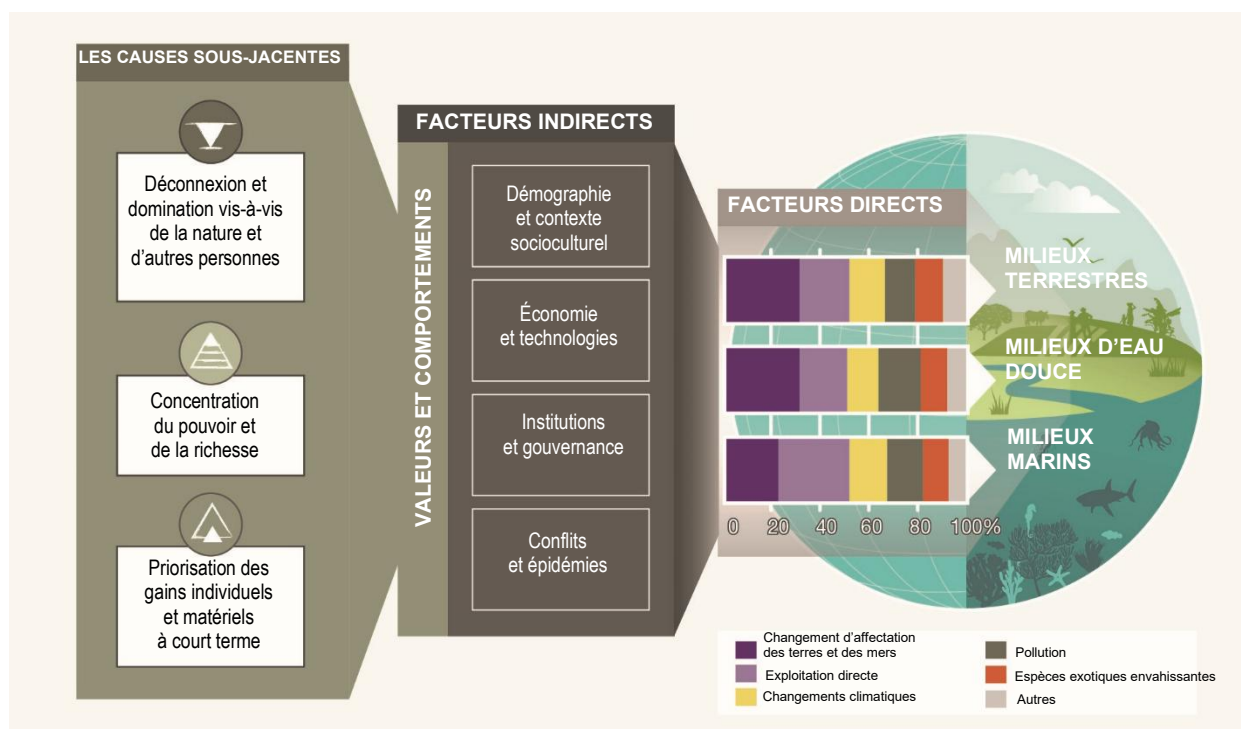 LES CAUSES SOUS-JACENTES
Déconnexion et
domination vis-à-vis
de la nature et
d'autres personnes
Concentration
du pouvoir et
de la richesse
Priorisation des
gains individuels
et matériels
à court terme
FACTEURS INDIRECTS
VALEURS ET COMPORTEMENTS
Démographie
et contexte
socioculturel
Économie
et technologies
Institutions
et gouvernance
Conflits
et épidémies
FACTEURS DIRECTS
MILIEUX
TERRESTRES
MILIEUX D'EAU
DOUCE
MILIEUX
MARINS
0 20 40 60 80 100%
Changement d'affectation
des terres et des mers
Exploitation directe
Changements climatiques
Pollution
Espèces exotiques envahissantes
Autres